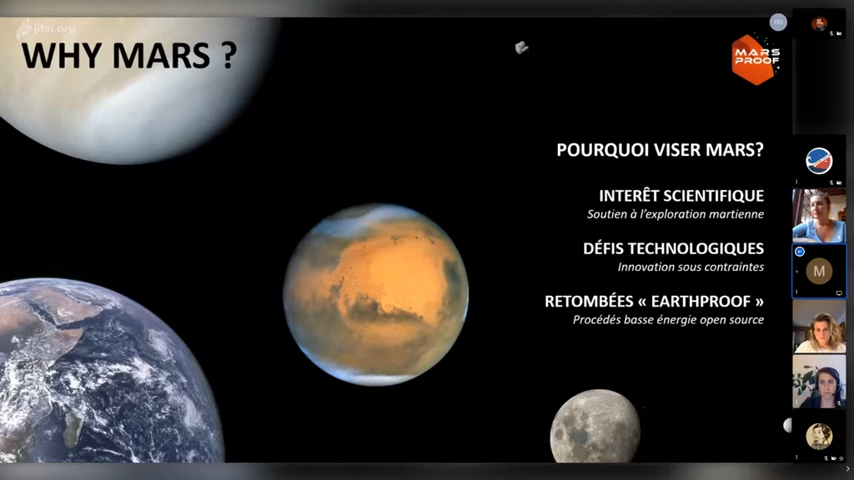 jitsi.org
WHY MARS ?
MARS
PROOF
POURQUOI VISER MARS?
INTERÊT SCIENTIFIQUE
Soutien à l'exploration martienne
DÉFIS TECHNOLOGIQUES
Innovation sous contraintes
RETOMBÉES « EARTHPROOF »
Procédés basse énergie open source
M